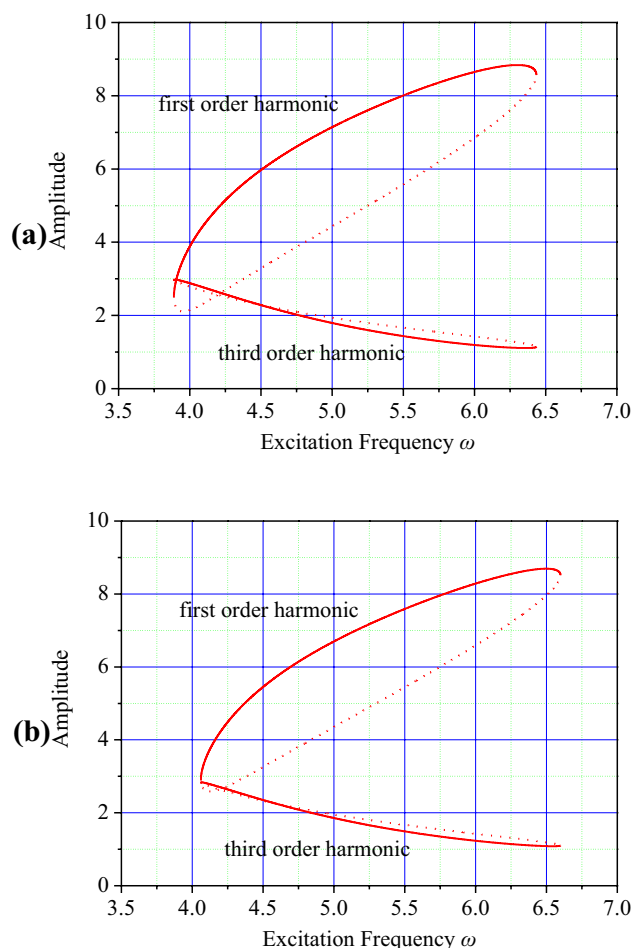 10
8
first order harmonic
6
(a)
Amplitude
4
2
third order harmonic
0
3.5 4.0 4.5 5.0 5.5 6.0 6.5 7.0
Excitation Frequency ω
10
8
first order harmonic
6
(b)
Amplitude
4
2
third order harmonic
0
3.5 4.0 4.5 5.0 5.5 6.0 6.5 7.0
Excitation Frequency ω